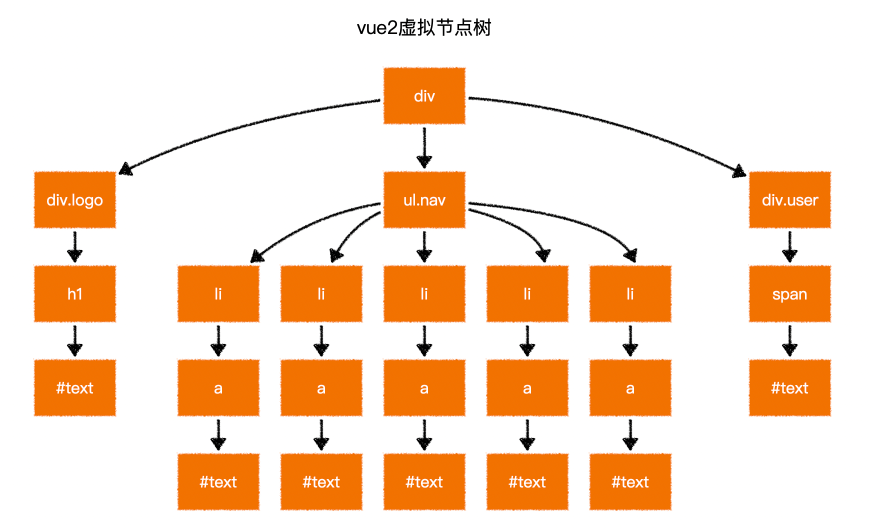 vue2虚拟节点树
div
div.logo
ul.nav
div.user
h1
li
li
li
li
li
span
#text
a
a
a
a
a
#text
#text
#text
#text
#text
#text